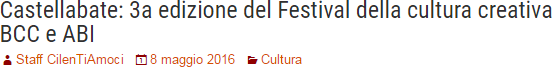 Castellabate: 3a edizione del Festival della cultura creativa
BCC e ABI
Staff CilenTiAmoci 8 maggio 2016 Cultura